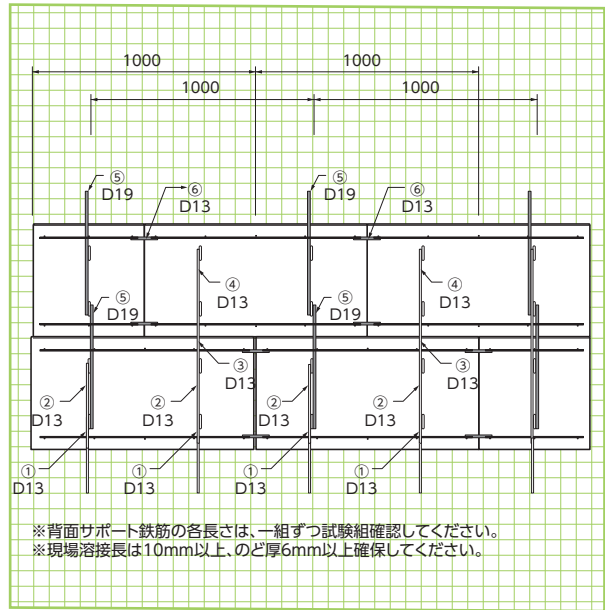 1000 1000
1000 1000
⑤ ⑥ ⑤ ⑥
D19 D13 D19 D13
④ ④
D13 D13
⑤ ⑤
D19 D19
③ ③
D13 D13
② ② ② ②
D13 D13 D13 D13
① ① ① ①
D13 D13 D13 D13
※背面サポート鉄筋の各長さは、一組ずつ試験組確認してください。
※現場溶接長は10mm以上、のど厚6mm以上確保してください。